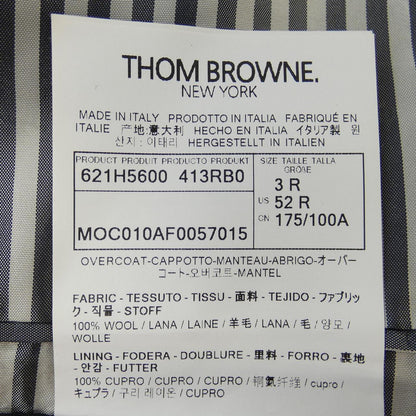 THOM BROWNE.
NEW YORK
MADE IN ITALY PRODOTTO IN ITALIA FABRIQUÉ EN
ITALIE 产地:意大利 HECHO EN ITALIA イタリア製 원
산지: 이태리 HERGESTELLT IN ITALIEN
PRODUCT PRODUIT PRODUCTO PRODUKT
621H5600 413RB0
MOC010AF0057015
SIZE TAILLE TALLA
GRÖßE
3 R
US 52 R
CN 175/100A
OVERCOAT-CAPPOTTO-MANTEAU-ABRIGO-オーバー
コート-오버코트-MANTEL
FABRIC - TESSUTO - TISSU - 面料 - TEJIDO - ファブリッ
ク - 직물 - STOFF
100% WOOL / LANA / LAINE / 羊毛 / LANA / 毛 / 양모 /
WOLLE
LINING - FODERA - DOUBLURE - 里料 - FORRO - 裏地
- 안감 - FUTTER
100% CUPRO / CUPRO / CUPRO / 铜氨纤维 / cupro /
キュプラ / 구리 레이온 / CUPRO